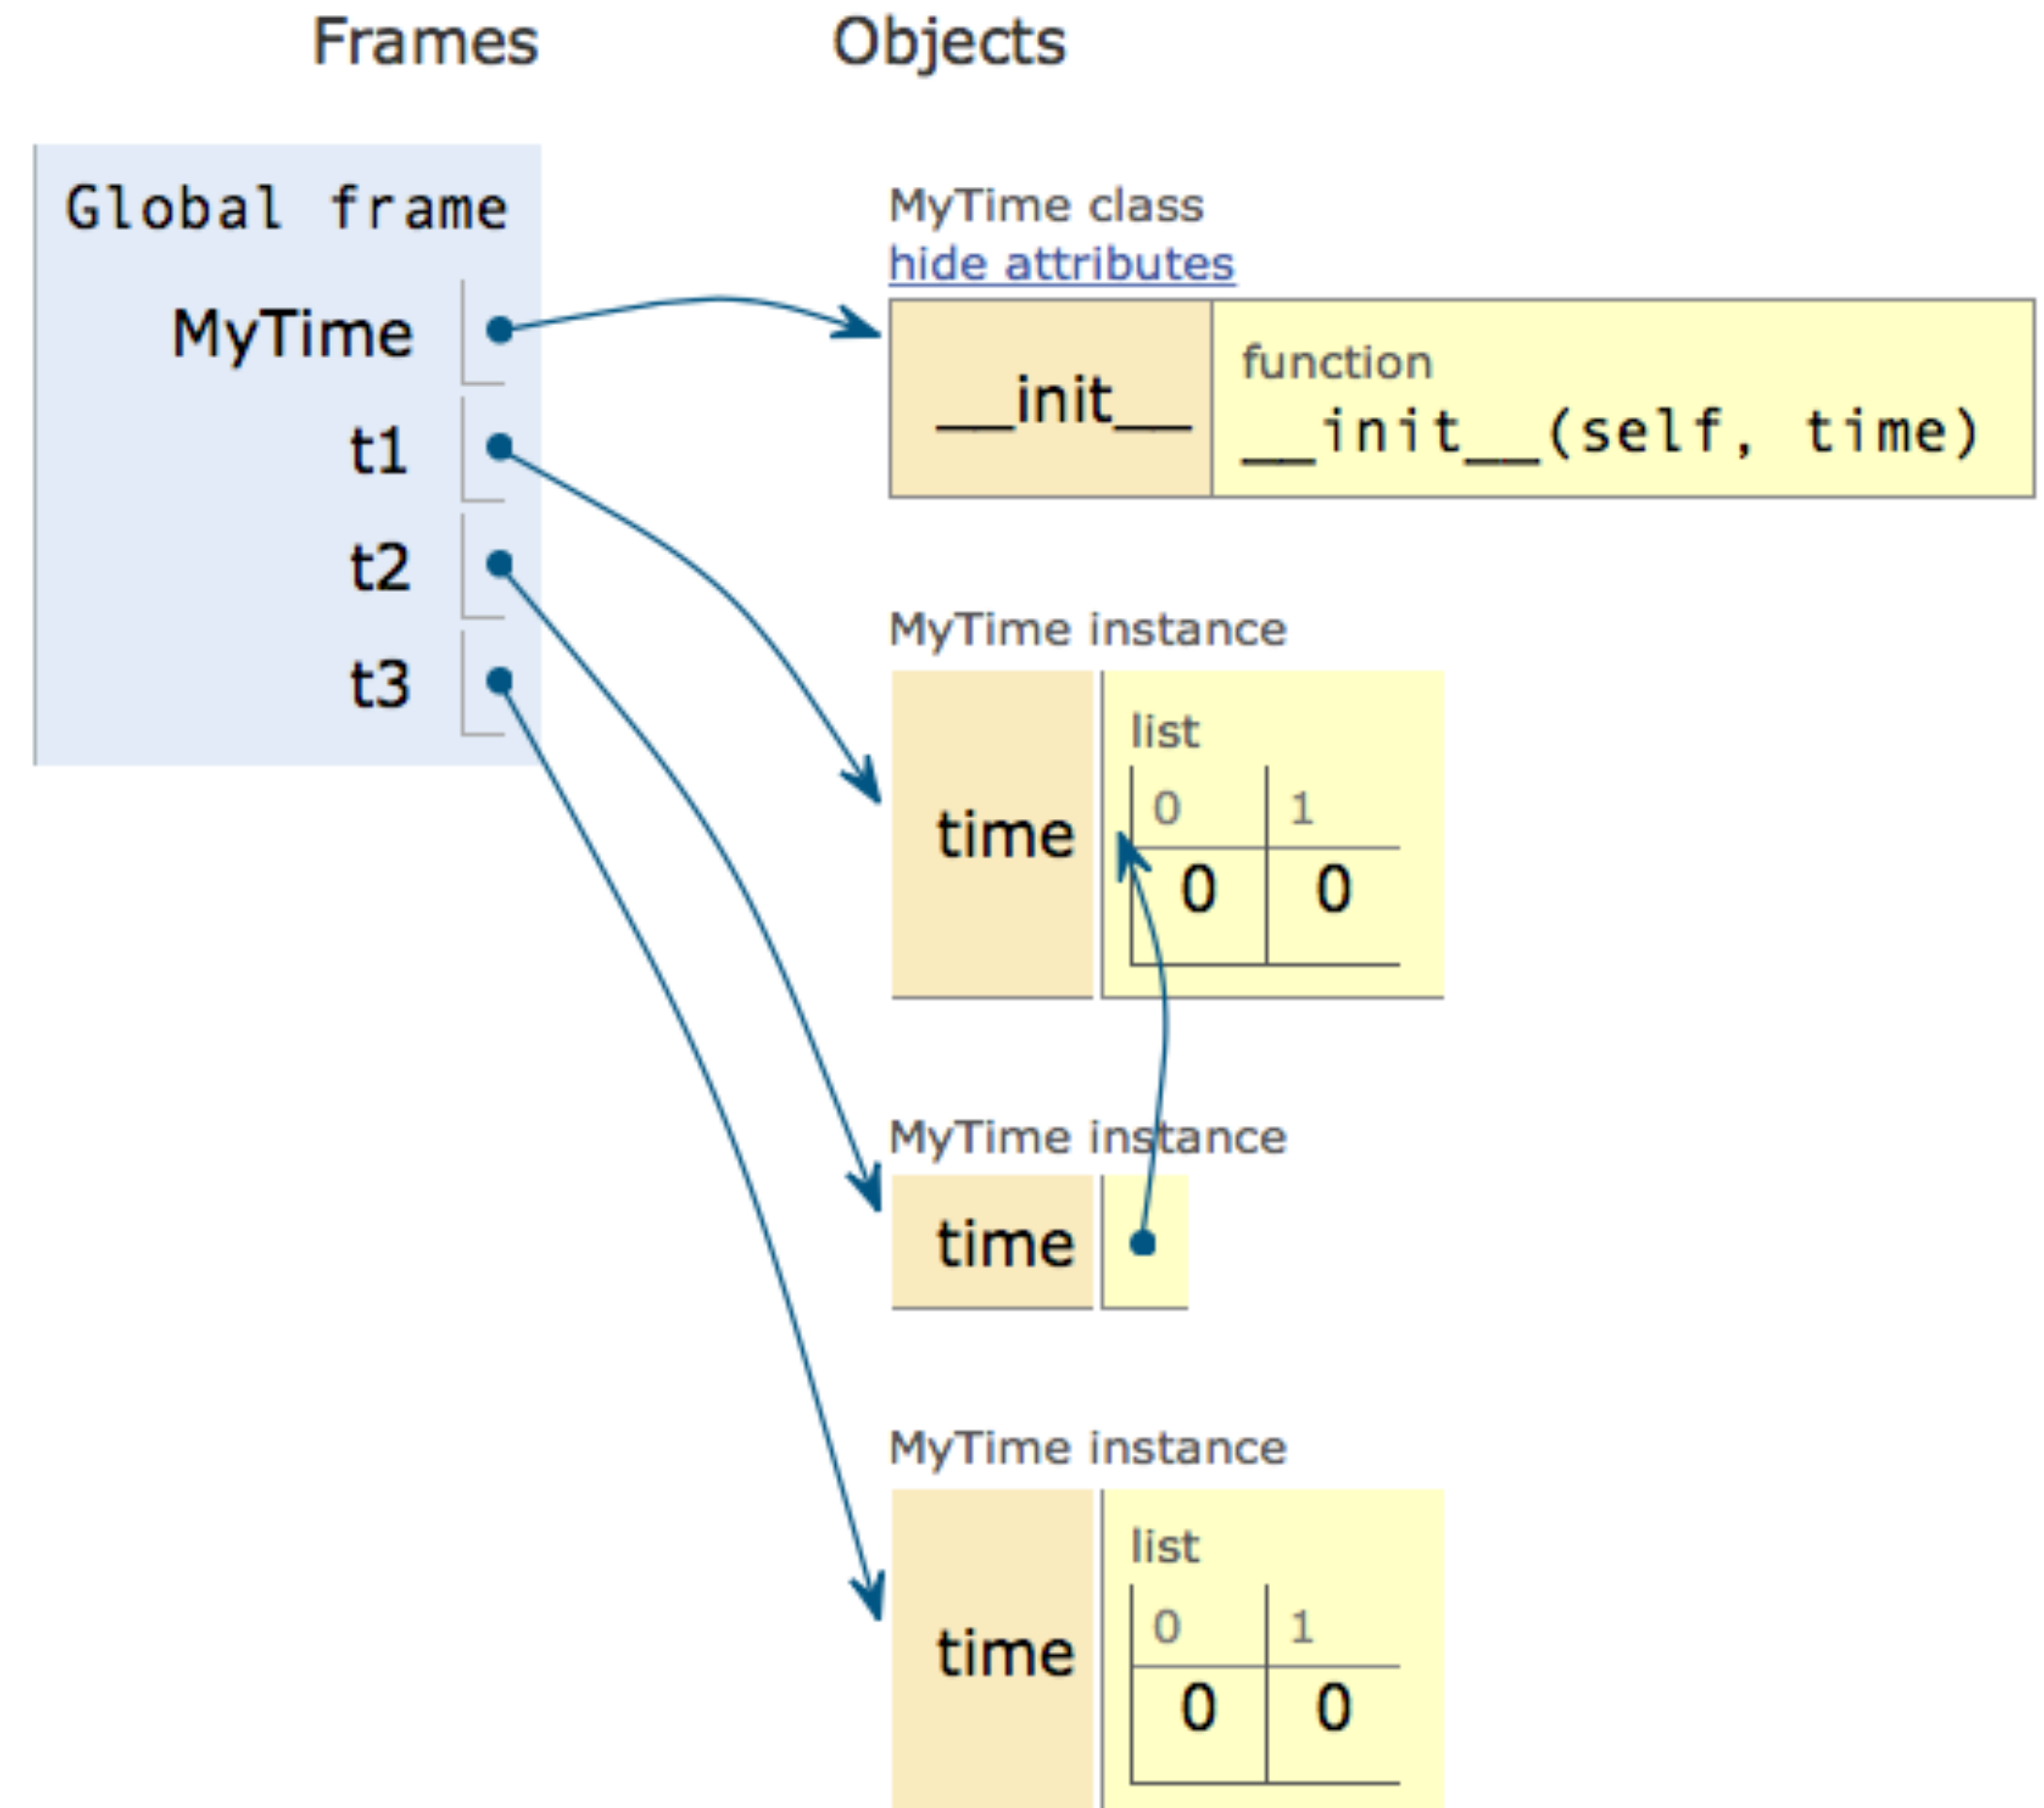 Frames
Objects
Global frame
MyTime
t1
t2
t3
MyTime class
hide attributes
__init__
function
__init__(self, time)
MyTime instance
time
list
0 1
0 0
MyTime instance
time
MyTime instance
time
list
0 1
0 0